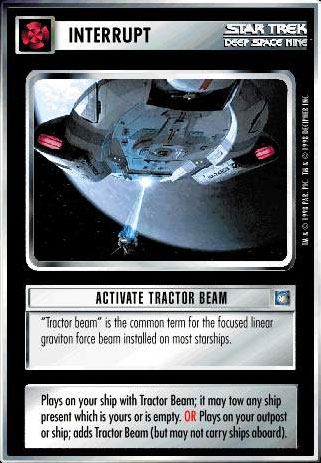 INTERRUPT
STAR TREK
DEEP SPACE NINE
TM & © 1998 PAR. PIC. TM & © 1998 DECIPHER INC.
ACTIVATE TRACTOR BEAM
"Tractor beam" is the common term for the focused linear
graviton force beam installed on most starships.
Plays on your ship with Tractor Beam; it may tow any ship
present which is yours or is empty. OR Plays on your outpost
or ship; adds Tractor Beam (but may not carry ships aboard).